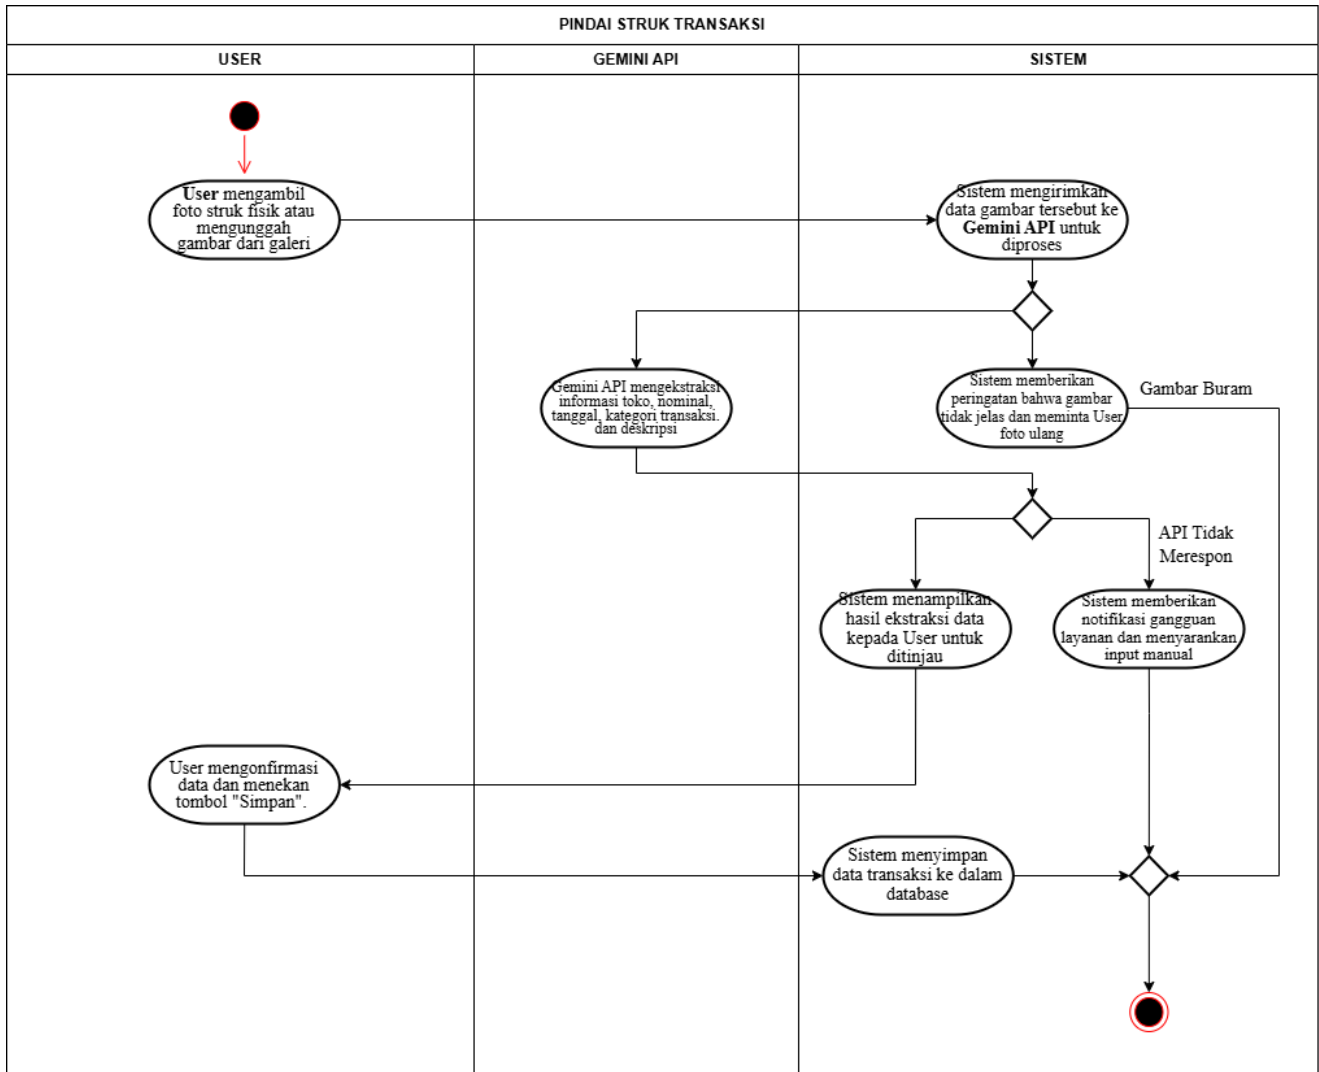 PINDAI STRUK TRANSAKSI
USER
GEMINI API
SISTEM
User mengambil
foto struk fisik atau
mengunggah
gambar dari galeri
Sistem mengirimkan
data gambar tersebut ke
Gemini API untuk
diproses
Gemini API mengekstraksi
informasi toko, nominal,
tanggal, kategori transaksi.
dan deskripsi
Sistem memberikan
peringatan bahwa gambar
tidak jelas dan meminta User
foto ulang
Gambar Buram
API Tidak
Merespon
Sistem menampilkan
hasil ekstraksi data
kepada User untuk
ditinjau
Sistem memberikan
notifikasi gangguan
layanan dan menyarankan
input manual
User mengonfirmasi
data dan menekan
tombol "Simpan".
Sistem menyimpan
data transaksi ke dalam
database